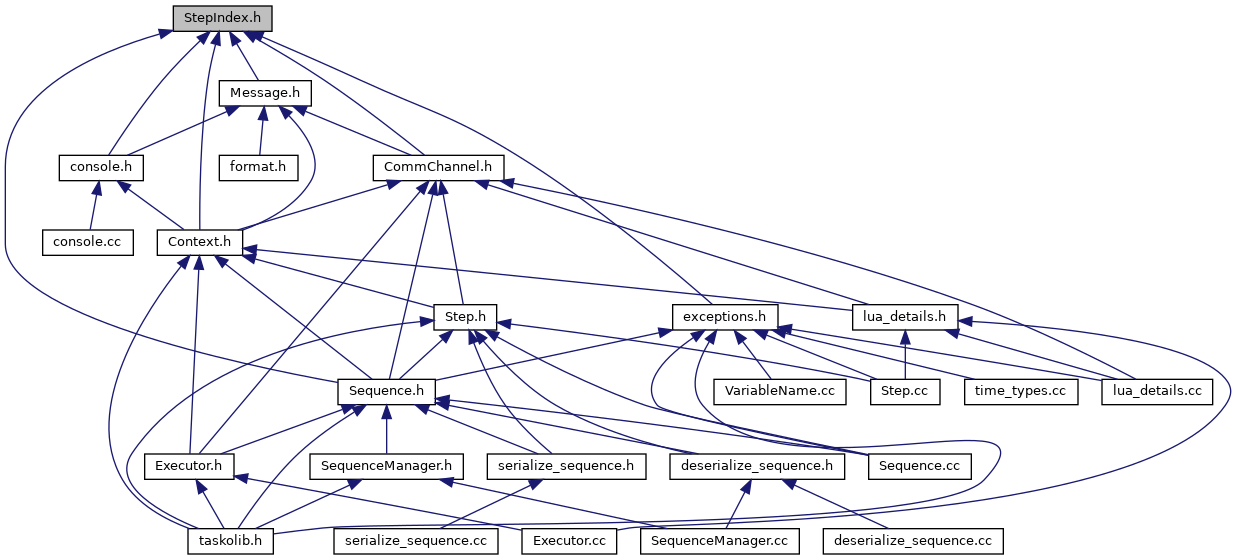 StepIndex.h
Message.h
console.h
format.h
CommChannel.h
console.cc
Context.h
Step.h
exceptions.h
lua_details.h
Sequence.h
VariableName.cc
Step.cc
time_types.cc
lua_details.cc
Executor.h
SequenceManager.h
serialize_sequence.h
deserialize_sequence.h
Sequence.cc
taskolib.h
serialize_sequence.cc
Executor.cc
SequenceManager.cc
deserialize_sequence.cc